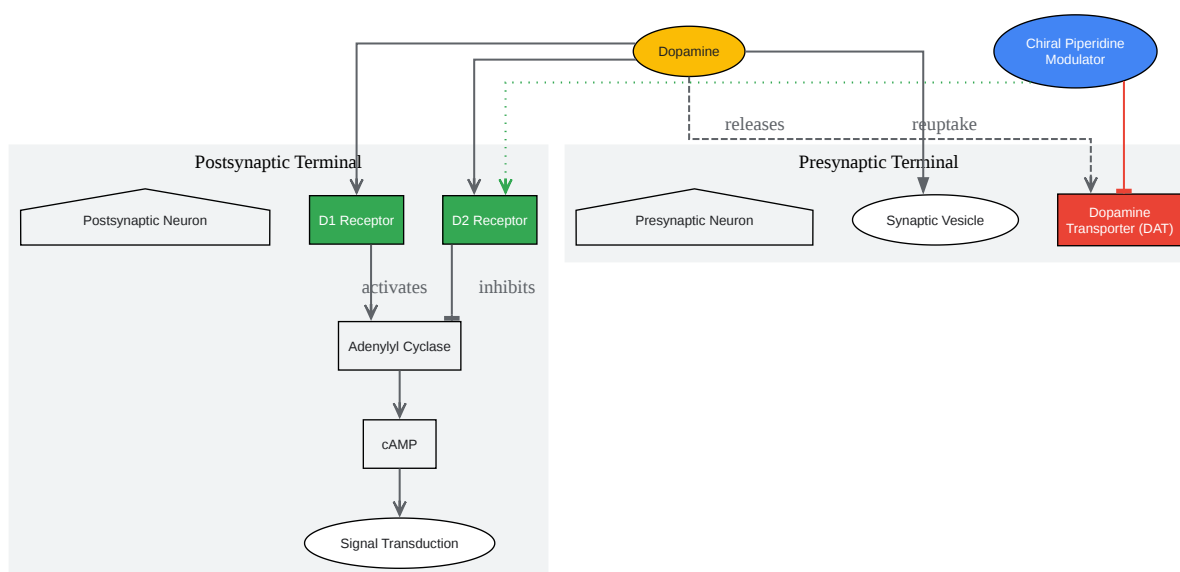 Dopamine
Chiral Piperidine
Modulator
releases
reuptake
Postsynaptic Terminal
Presynaptic Terminal
Postsynaptic Neuron
D1 Receptor
D2 Receptor
Presynaptic Neuron
Synaptic Vesicle
Dopamine
Transporter (DAT)
activates
inhibits
Adenylyl Cyclase
cAMP
Signal Transduction